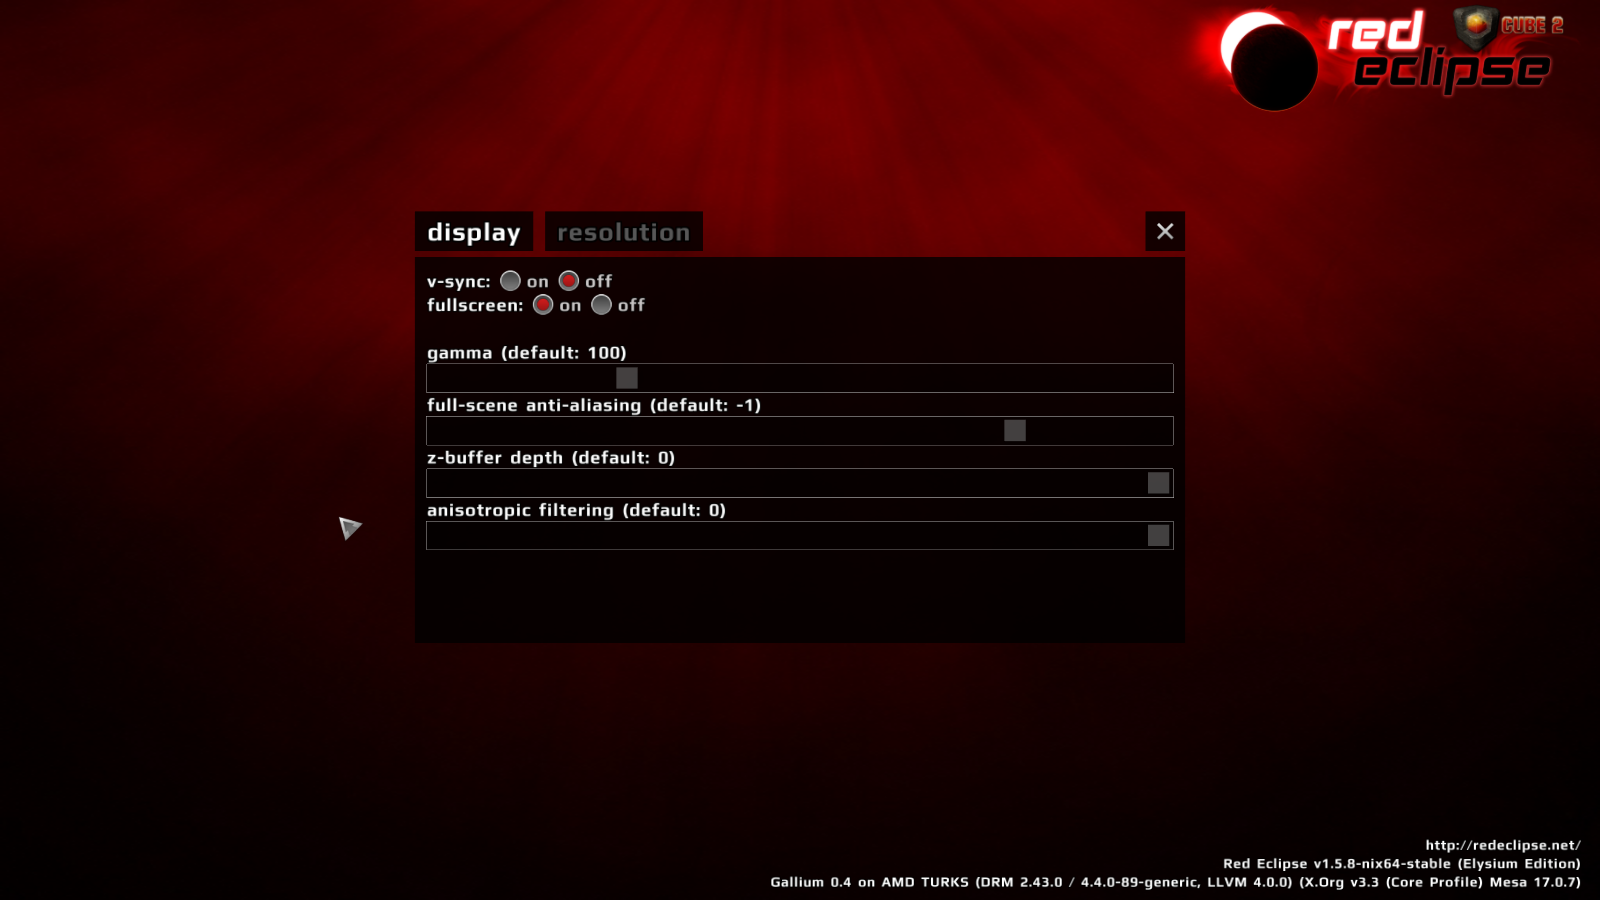 red
eclipse
CUBE 2
display
resolution
v-sync: on off
fullscreen: on off
gamma (default: 100)
full-scene anti-aliasing (default: -1)
z-buffer depth (default: 0)
anisotropic filtering (default: 0)
http://redeclipse.net/
Red Eclipse v1.5.8-nix64-stable (Elysium Edition)
Gallium 0.4 on AMD TURKS (DRM 2.43.0 / 4.4.0-89-generic, LLVM 4.0.0) (X.Org v3.3 (Core Profile) Mesa 17.0.7)